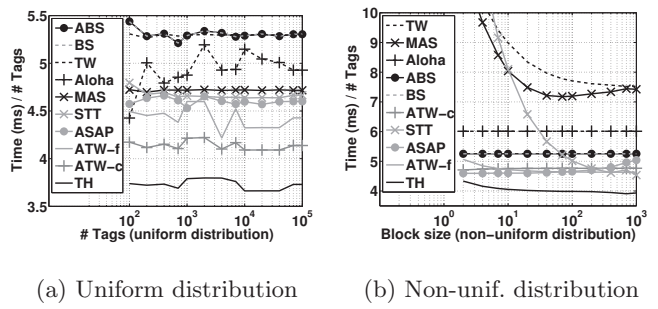 5.5
5
4.5
4
3.5
Time (ms) / # Tags
ABS
BS
TW
Aloha
MAS
STT
ASAP
ATW-f
ATW-c
TH
10^2
10^3
10^4
10^5
# Tags (uniform distribution)
(a) Uniform distribution
10
9
8
7
6
5
4
Time (ms) / # Tags
TW
MAS
Aloha
ABS
BS
ATW-c
STT
ASAP
ATW-f
TH
10^0
10^1
10^2
10^3
Block size (non-uniform distribution)
(b) Non-unif. distribution